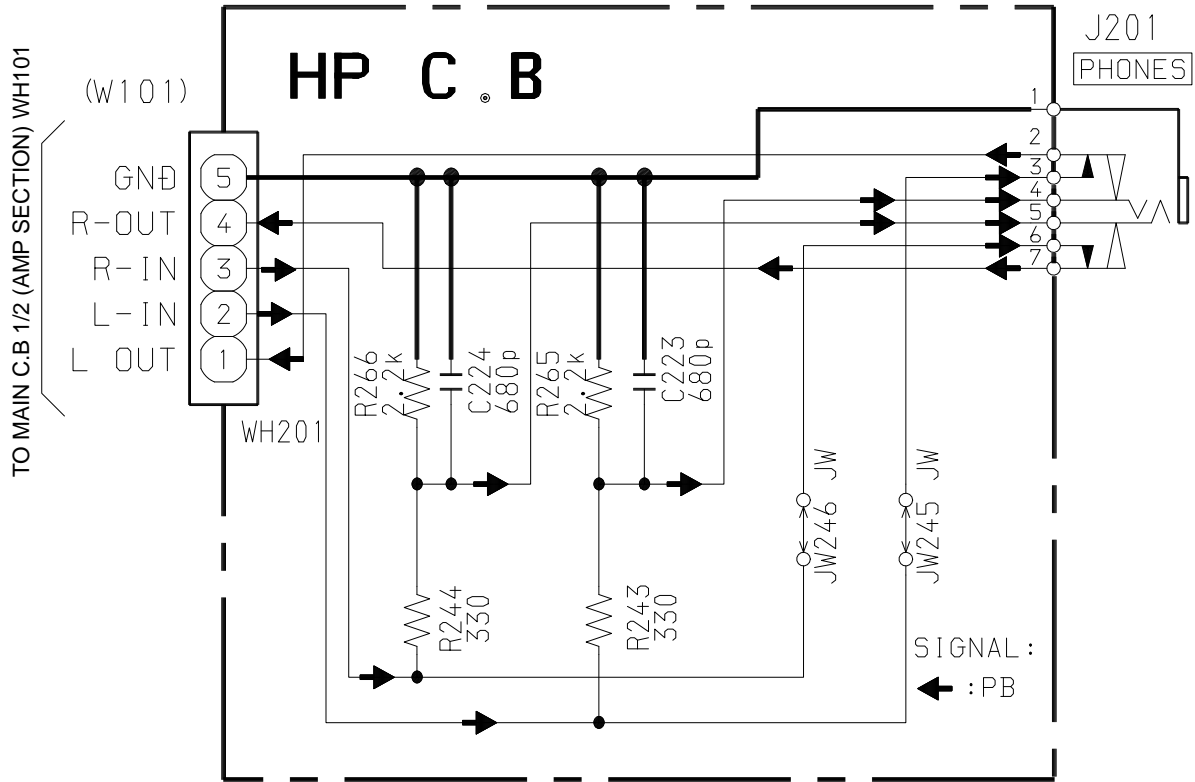 TO MAIN C.B 1/2 (AMP SECTION) WH101
(W101)
HP C.B
J201
PHONES
GND 5
R-OUT 4
R-IN 3
L-IN 2
L OUT 1
WH201
1
2
3
4
5
6
7
R266
2.2k
C224
680p
R265
2.2k
C223
680p
R244
330
R243
330
JW246 JW
JW245 JW
SIGNAL:
:PB